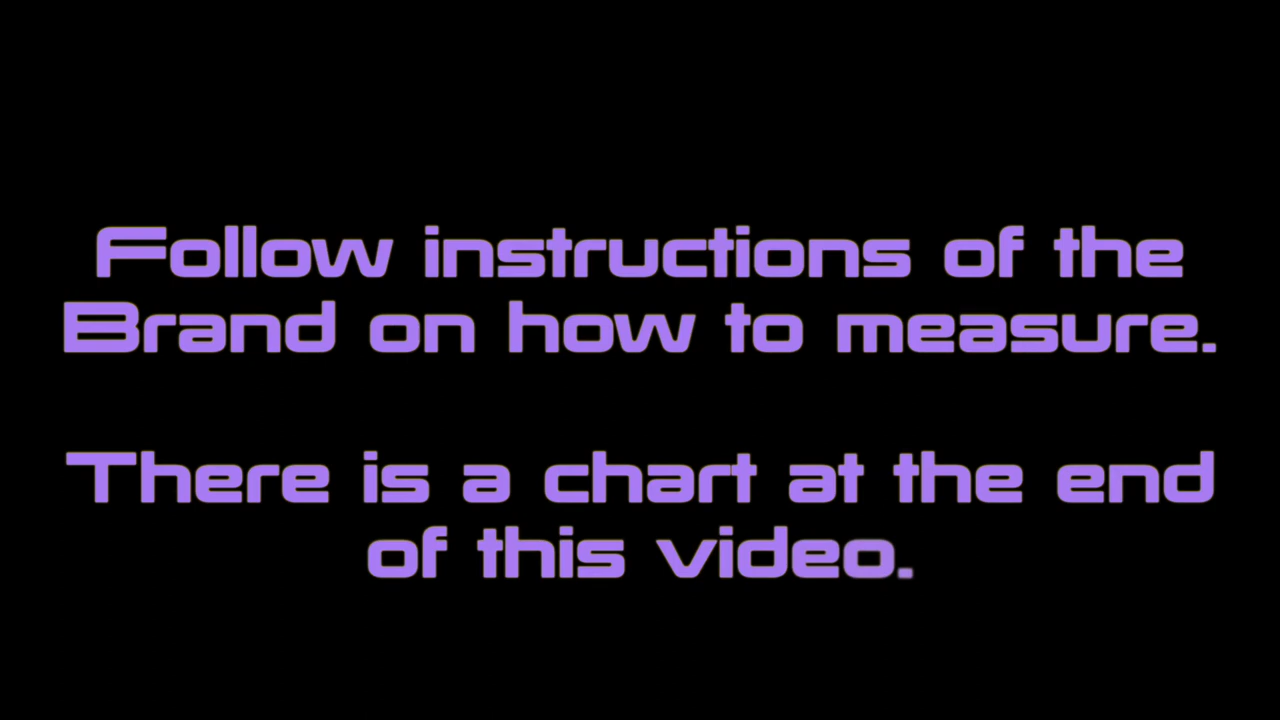 Follow instructions of the
Brand on how to measure.
There is a chart at the end
of this video.